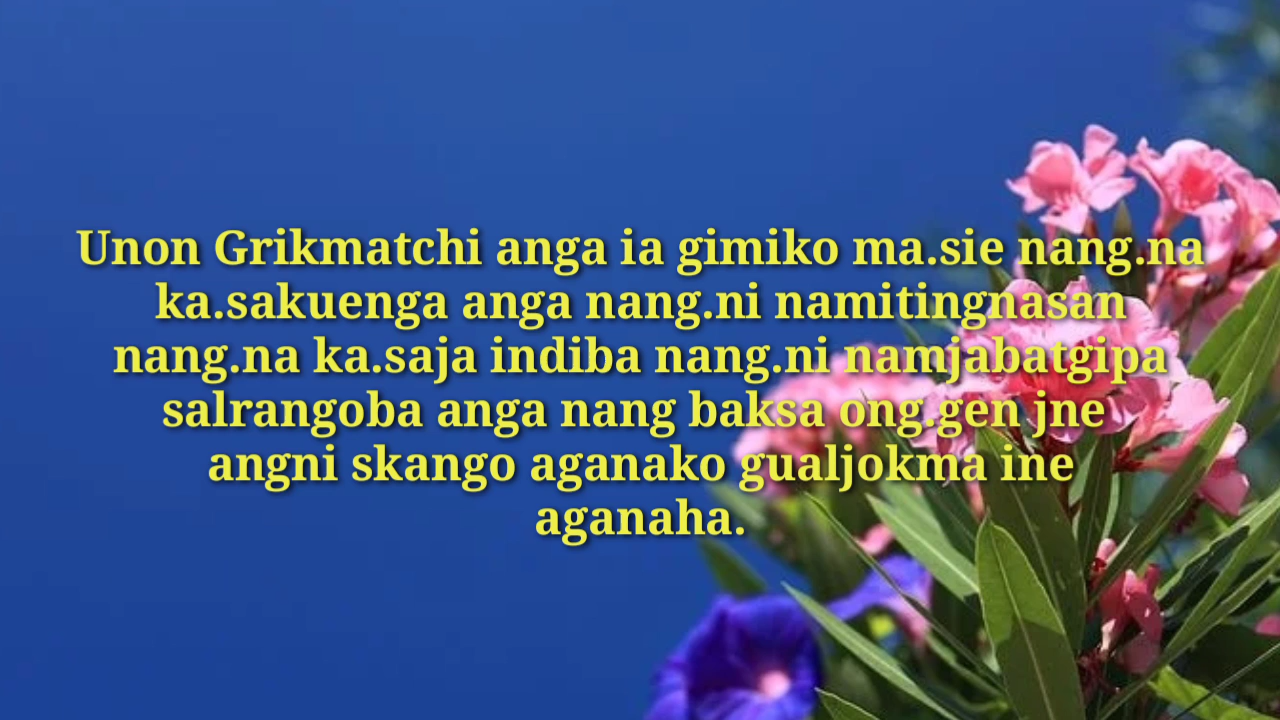 Unon Grikmatchi anga ia gimiko ma.sie nang.na
ka.sakuenga anga nang.ni namitingnasan
nang.na ka.saja indiba nang.ni namjabatgipa
salrangoba anga nang baksa ong.gen jne
angni skango aganako gualjokma ine
aganaha.